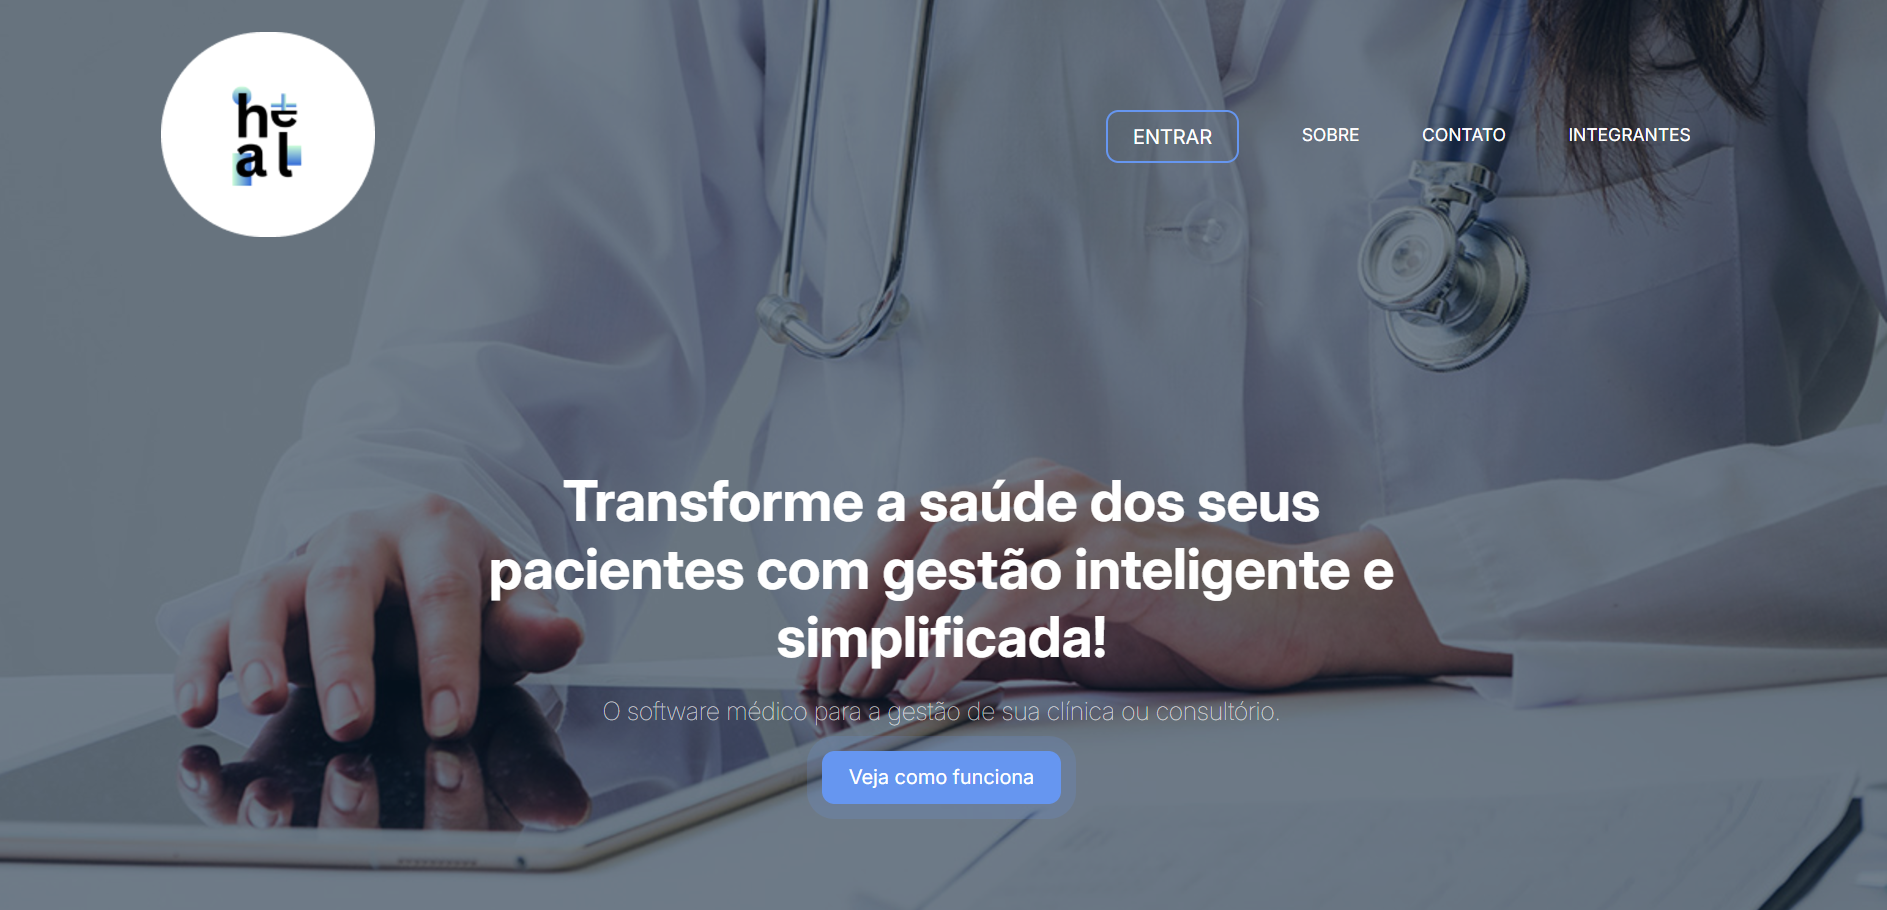 he
al
ENTRAR
SOBRE
CONTATO
INTEGRANTES
Transforme a saúde dos seus
pacientes com gestão inteligente e
simplificada!
O software médico para a gestão de sua clínica ou consultório.
Veja como funciona